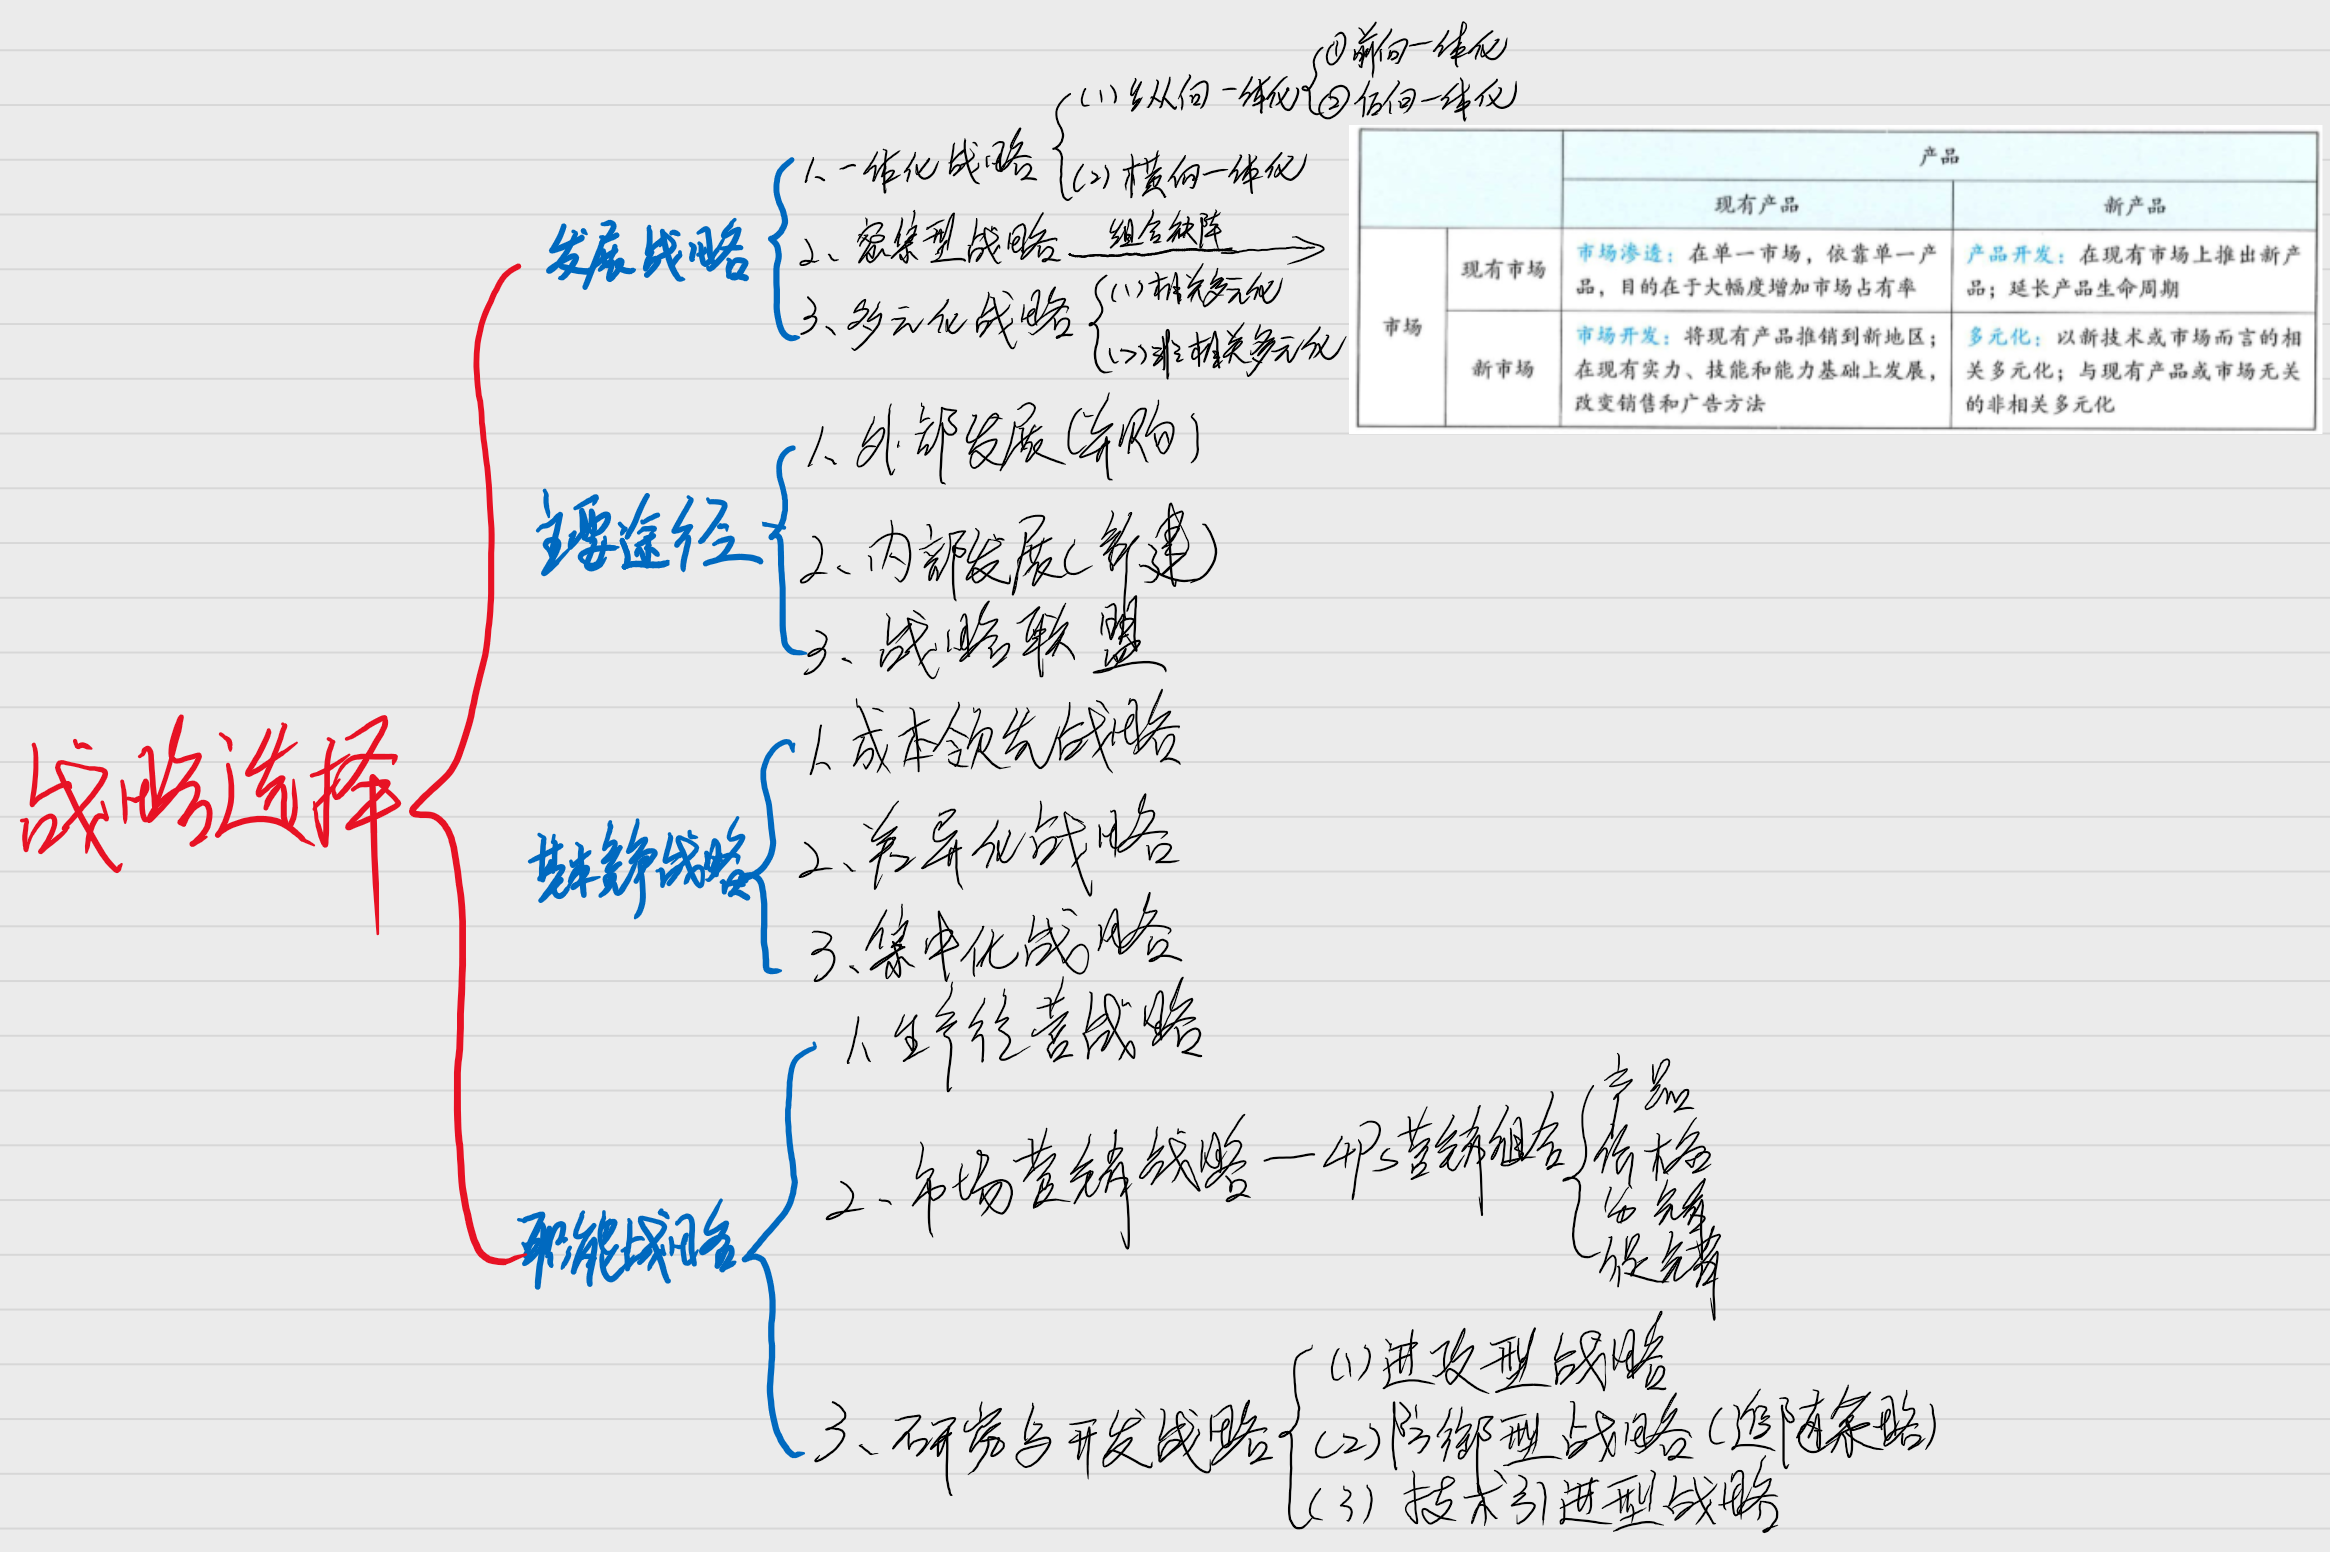 战略选择
发展战略
1、一体化战略
(1) 纵向一体化
①前向一体化
②后向一体化
(2) 横向一体化
2、密集型战略
组合矩阵
3、多元化战略
(1) 相关多元化
(2) 非相关多元化
产品
现有产品
新产品
市场
现有市场
市场渗透：在单一市场，依靠单一产
品，目的在于大幅度增加市场占有率
产品开发：在现有市场上推出新产
品；延长产品生命周期
新市场
市场开发：将现有产品推销到新地区；
在现有实力、技能和能力基础上发展，
改变销售和广告方法
多元化：以新技术或市场而言的相
关多元化；与现有产品或市场无关
的非相关多元化
主要途径
1、外部发展(并购)
2、内部发展(新建)
3、战略联盟
基本竞争战略
1、成本领先战略
2、差异化战略
3、集中化战略
职能战略
1、生产经营战略
2、市场营销战略—4Ps营销组合
产品
价格
分销
促销
3、研究与开发战略
(1) 进攻型战略
(2) 防御型战略(追随策略)
(3) 技术引进型战略